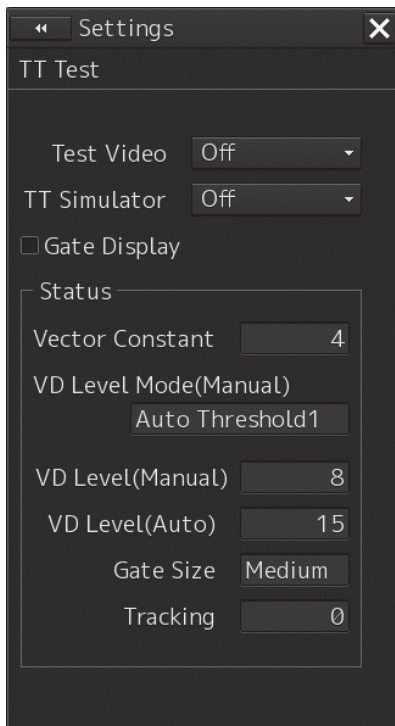 Settings
TT Test
Test Video Off
TT Simulator Off
Gate Display
Status
Vector Constant 4
VD Level Mode(Manual)
Auto Threshold1
VD Level(Manual) 8
VD Level(Auto) 15
Gate Size Medium
Tracking 0